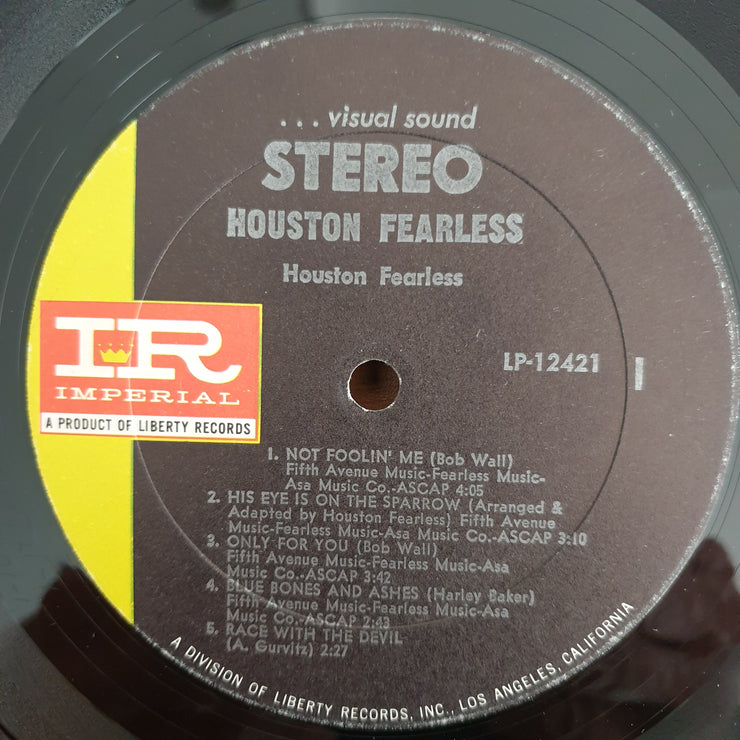 ... visual sound
STEREO
HOUSTON FEARLESS
Houston Fearless
IR
IMPERIAL
A PRODUCT OF LIBERTY RECORDS
LP-12421 1
1. NOT FOOLIN' ME (Bob Wall)
Fifth Avenue Music-Fearless Music-
Asa Music Co.-ASCAP 4:05
2. HIS EYE IS ON THE SPARROW (Arranged &
Adapted by Houston Fearless) Fifth Avenue
Music-Fearless Music-Asa Music Co.-ASCAP 3:10
3. ONLY FOR YOU (Bob Wall)
Fifth Avenue Music-Fearless Music-Asa
Music Co.-ASCAP 3:42
4. BLUE BONES AND ASHES (Harley Baker)
Fifth Avenue Music-Fearless Music-Asa
Music Co.-ASCAP 2:43
5. RACE WITH THE DEVIL
(A. Gurvitz) 2:27
A DIVISION OF LIBERTY RECORDS, INC., LOS ANGELES, CALIFORNIA